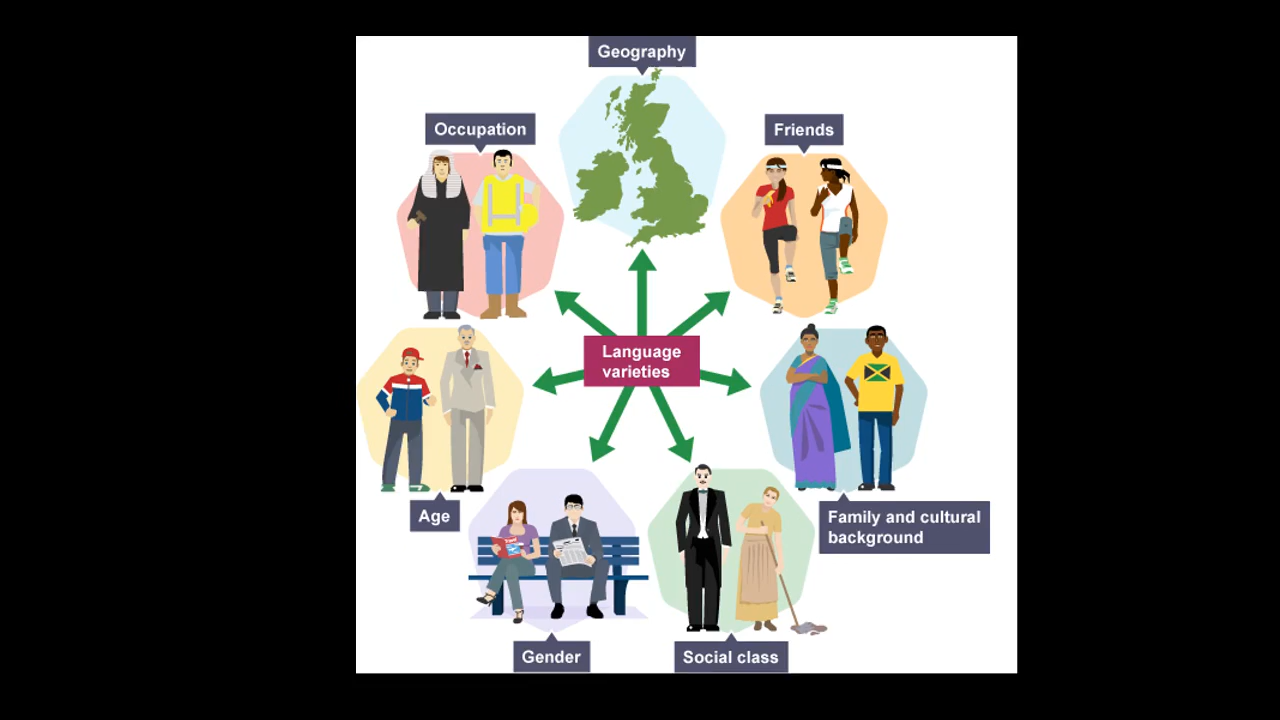 Geography
Occupation
Friends
Language
varieties
Age
Family and cultural
background
Gender
Social class